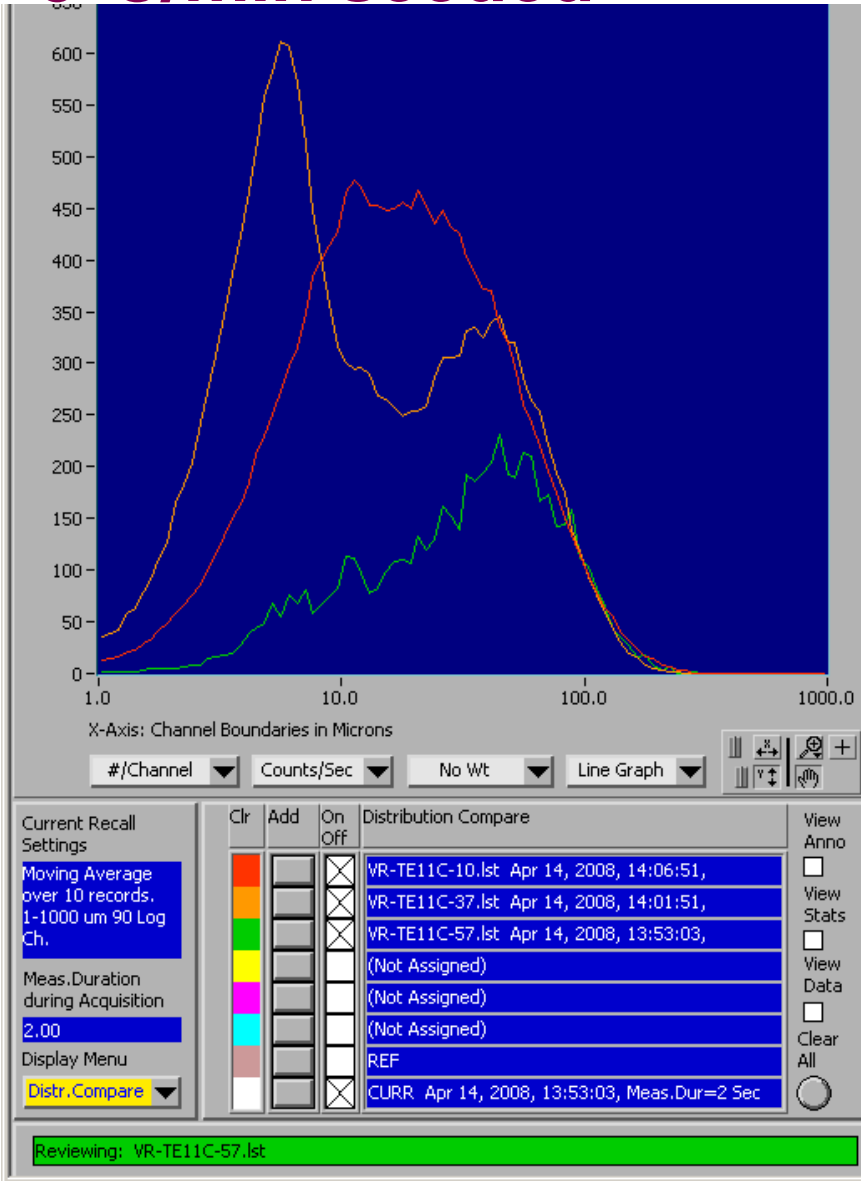 650
600
550
500
450
400
350
300
250
200
150
100
50
0
1.0 10.0 100.0 1000.0
X-Axis: Channel Boundaries in Microns
#/Channel Counts/Sec No Wt Line Graph
X
Y
Current Recall Settings
Moving Average
over 10 records.
1-1000 um 90 Log
Ch.
Meas.Duration
during Acquisition
2.00
Display Menu
Distr.Compare
Clr Add On Off Distribution Compare
VR-TE11C-10.lst Apr 14, 2008, 14:06:51,
VR-TE11C-37.lst Apr 14, 2008, 14:01:51,
VR-TE11C-57.lst Apr 14, 2008, 13:53:03,
(Not Assigned)
(Not Assigned)
(Not Assigned)
REF
CURR Apr 14, 2008, 13:53:03, Meas.Dur=2 Sec
View
Anno
View
Stats
View
Data
Clear
All
Reviewing: VR-TE11C-57.lst